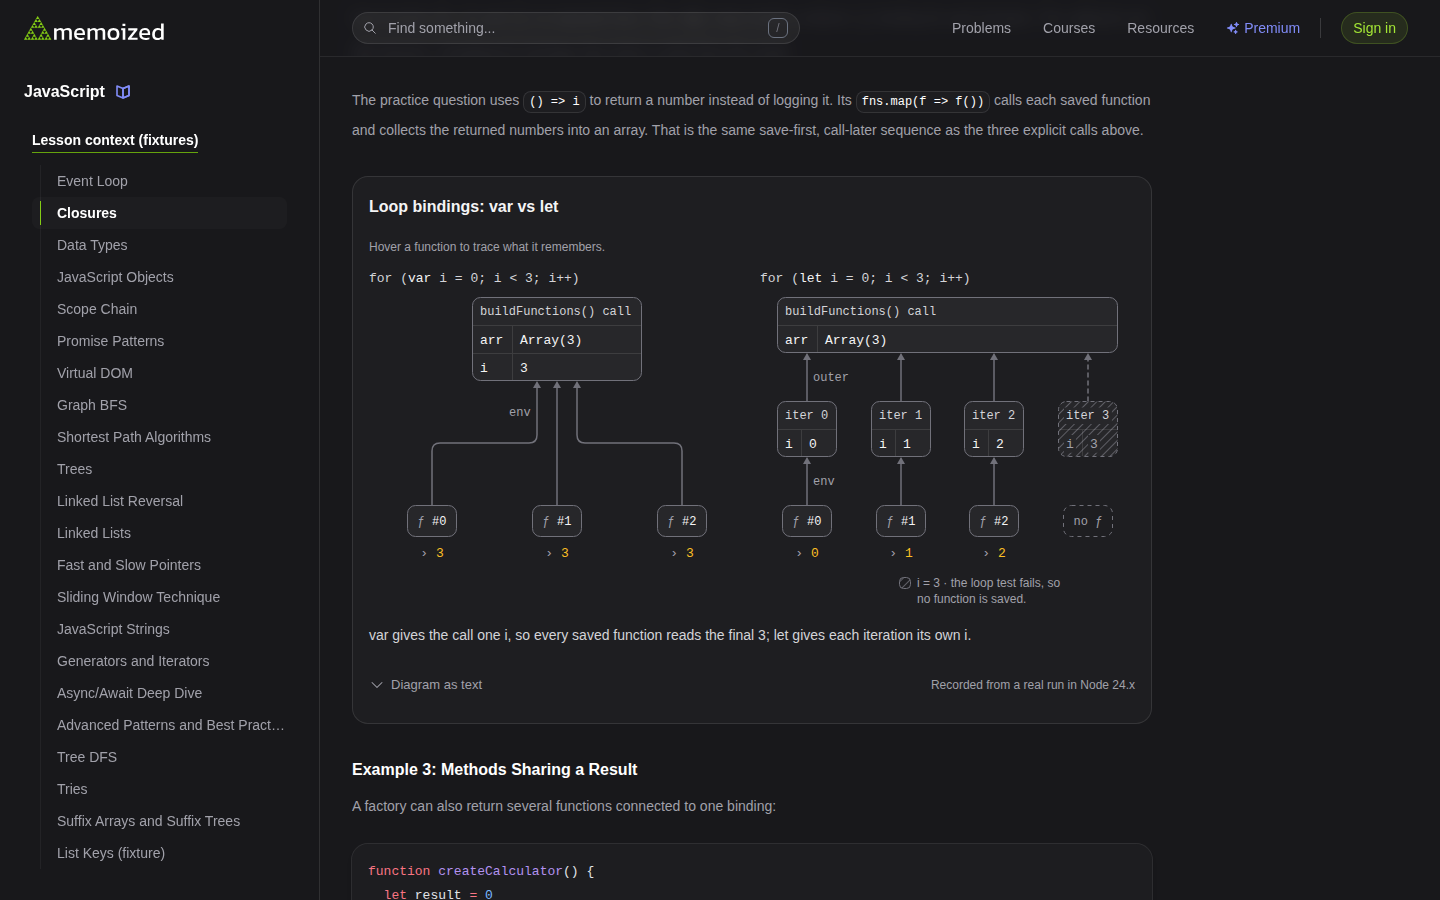 memoized
Find something...
/
Problems
Courses
Resources
Premium
Sign in
JavaScript
Lesson context (fixtures)
Event Loop
Closures
Data Types
JavaScript Objects
Scope Chain
Promise Patterns
Virtual DOM
Graph BFS
Shortest Path Algorithms
Trees
Linked List Reversal
Linked Lists
Fast and Slow Pointers
Sliding Window Technique
JavaScript Strings
Generators and Iterators
Async/Await Deep Dive
Advanced Patterns and Best Pract…
Tree DFS
Tries
Suffix Arrays and Suffix Trees
List Keys (fixture)
The practice question uses () => i to return a number instead of logging it. Its fns.map(f => f()) calls each saved function
and collects the returned numbers into an array. That is the same save-first, call-later sequence as the three explicit calls above.
Loop bindings: var vs let
Hover a function to trace what it remembers.
for (var i = 0; i < 3; i++)
buildFunctions() call
arr Array(3)
i 3
env
ƒ #0 ƒ #1 ƒ #2
› 3 › 3 › 3
for (let i = 0; i < 3; i++)
buildFunctions() call
arr Array(3)
outer
iter 0 iter 1 iter 2 iter 3
i 0 i 1 i 2 i 3
env
ƒ #0 ƒ #1 ƒ #2 no ƒ
› 0 › 1 › 2
i = 3 · the loop test fails, so
no function is saved.
var gives the call one i, so every saved function reads the final 3; let gives each iteration its own i.
Diagram as text
Recorded from a real run in Node 24.x
Example 3: Methods Sharing a Result
A factory can also return several functions connected to one binding:
function createCalculator() {
let result = 0